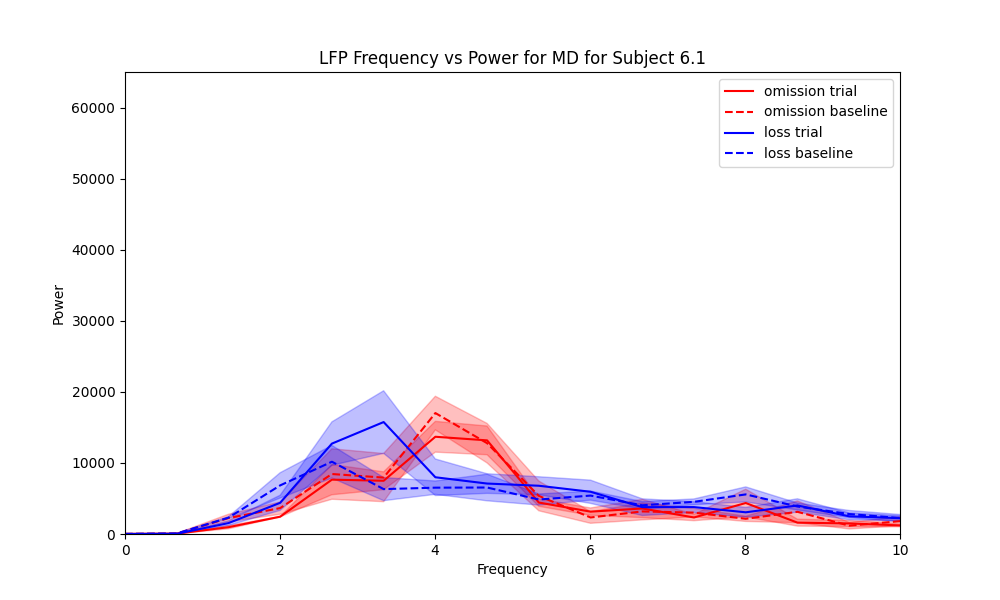 LFP Frequency vs Power for MD for Subject 6.1
omission trial
omission baseline
loss trial
loss baseline
60000
50000
40000
30000
20000
10000
0
Power
0 2 4 6 8 10
Frequency